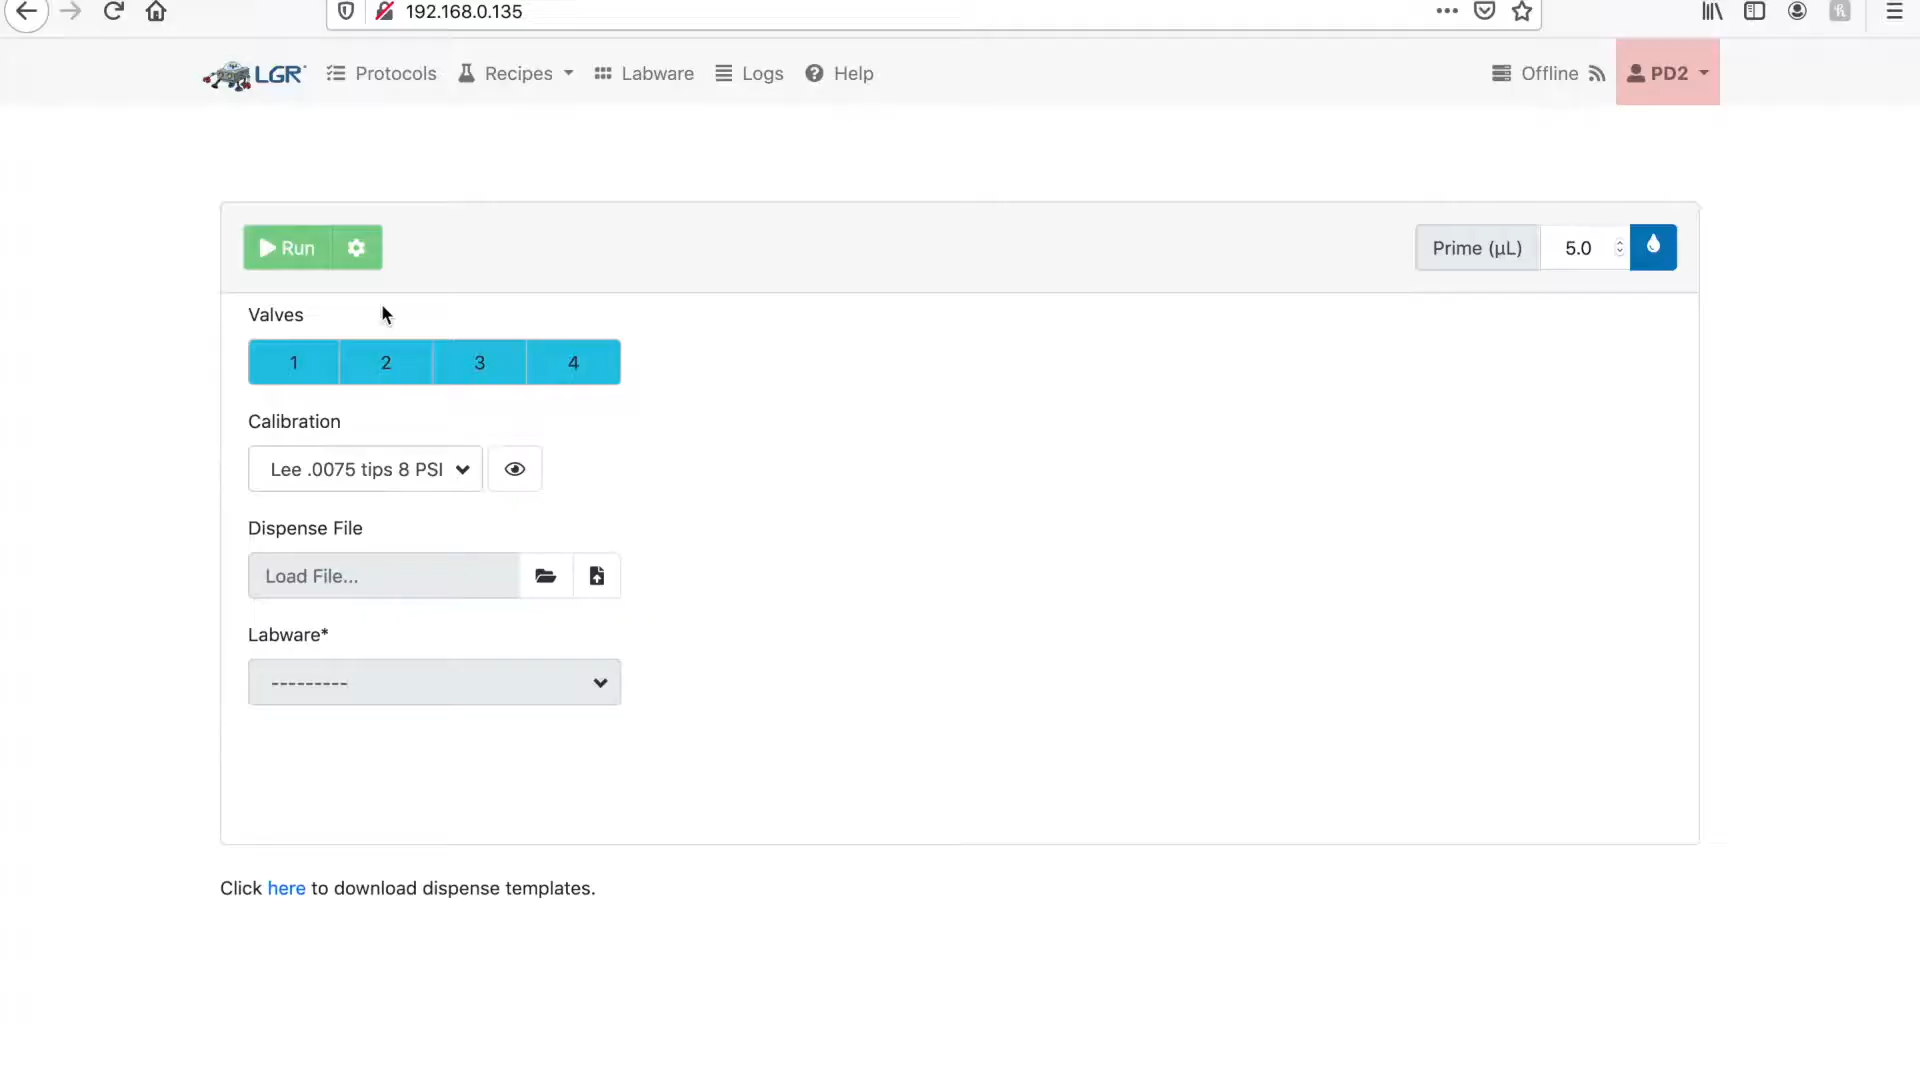 192.168.0.135
LGR Protocols Recipes Labware Logs Help Offline PD2
Run Prime (µL) 5.0
Valves
1 2 3 4
Calibration
Lee .0075 tips 8 PSI
Dispense File
Load File...
Labware*
---------
Click here to download dispense templates.